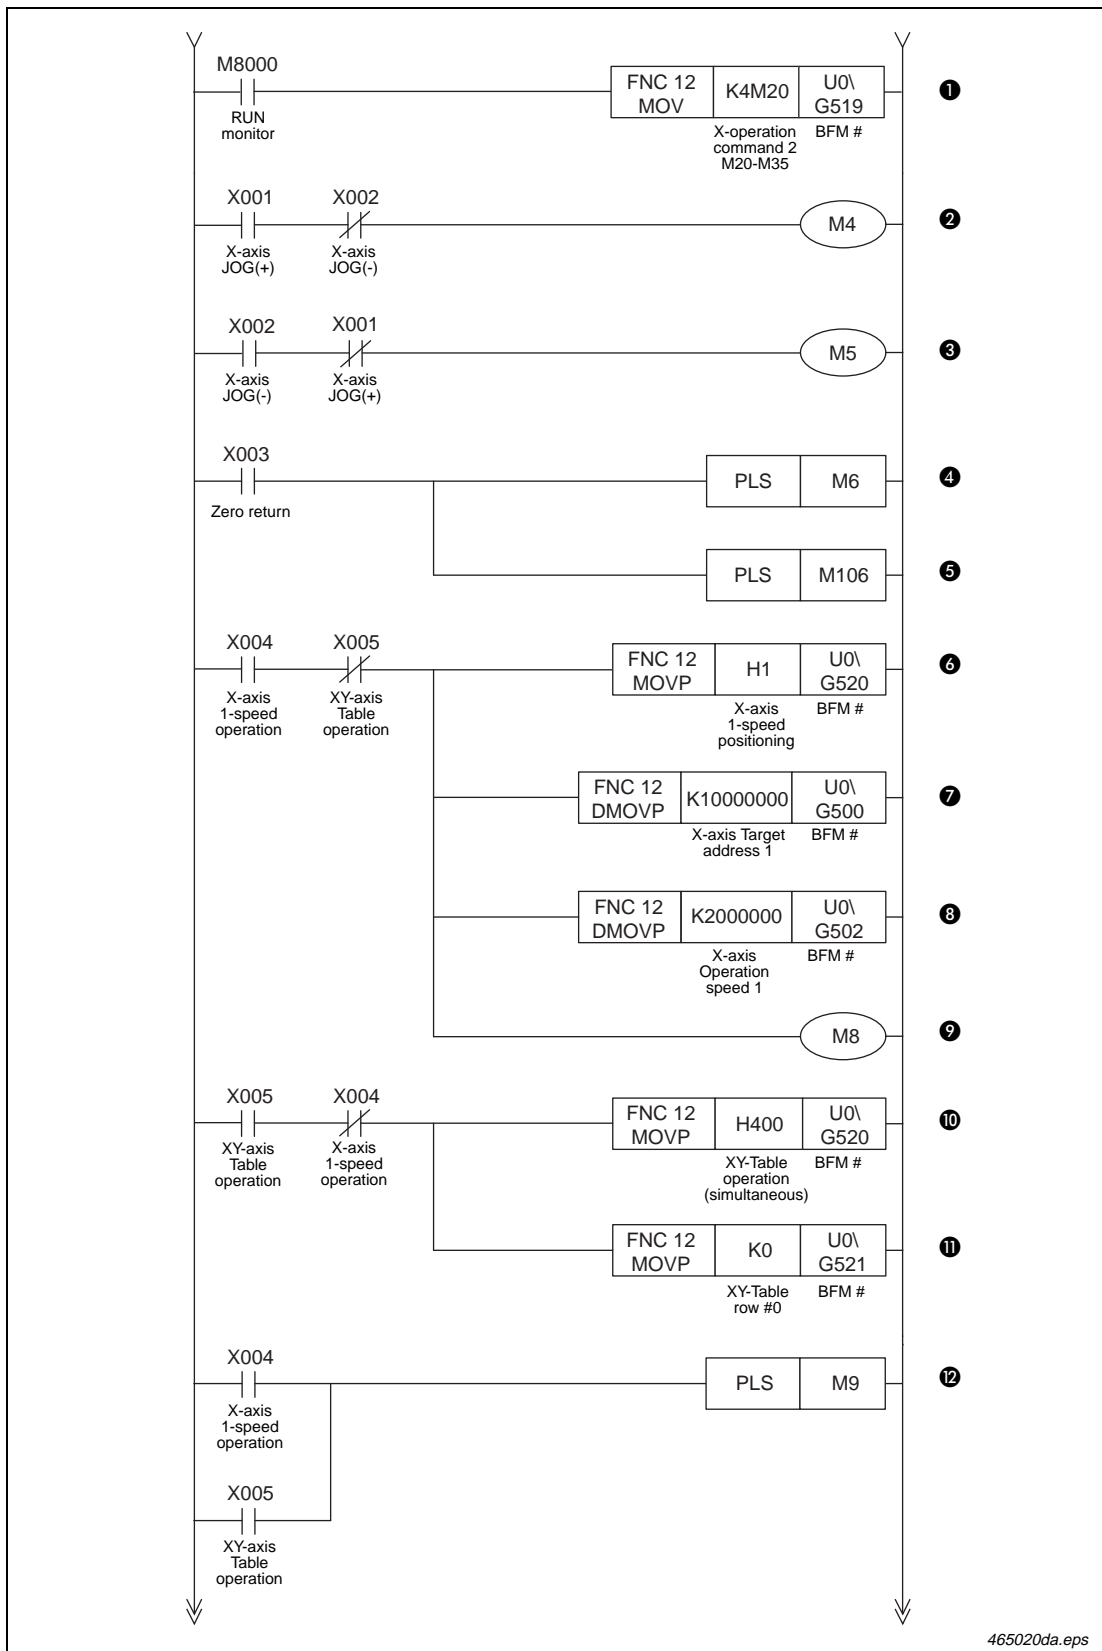 M8000
RUN
monitor
FNC 12
MOV
K4M20
U0\
G519
X-operation
command 2
M20-M35
BFM #
❶
X001
X-axis
JOG(+)
X002
X-axis
JOG(-)
M4
❷
X002
X-axis
JOG(-)
X001
X-axis
JOG(+)
M5
❸
X003
Zero return
PLS
M6
❹
PLS
M106
❺
X004
X-axis
1-speed
operation
X005
XY-axis
Table
operation
FNC 12
MOVP
H1
U0\
G520
X-axis
1-speed
positioning
BFM #
❻
FNC 12
DMOVP
K10000000
U0\
G500
X-axis Target
address 1
BFM #
❼
FNC 12
DMOVP
K2000000
U0\
G502
X-axis
Operation
speed 1
BFM #
❽
M8
❾
X005
XY-axis
Table
operation
X004
X-axis
1-speed
operation
FNC 12
MOVP
H400
U0\
G520
XY-Table
operation
(simultaneous)
BFM #
❿
FNC 12
MOVP
K0
U0\
G521
XY-Table
row #0
BFM #
⓫
X004
X-axis
1-speed
operation
PLS
M9
⓬
X005
XY-axis
Table
operation
465020da.eps